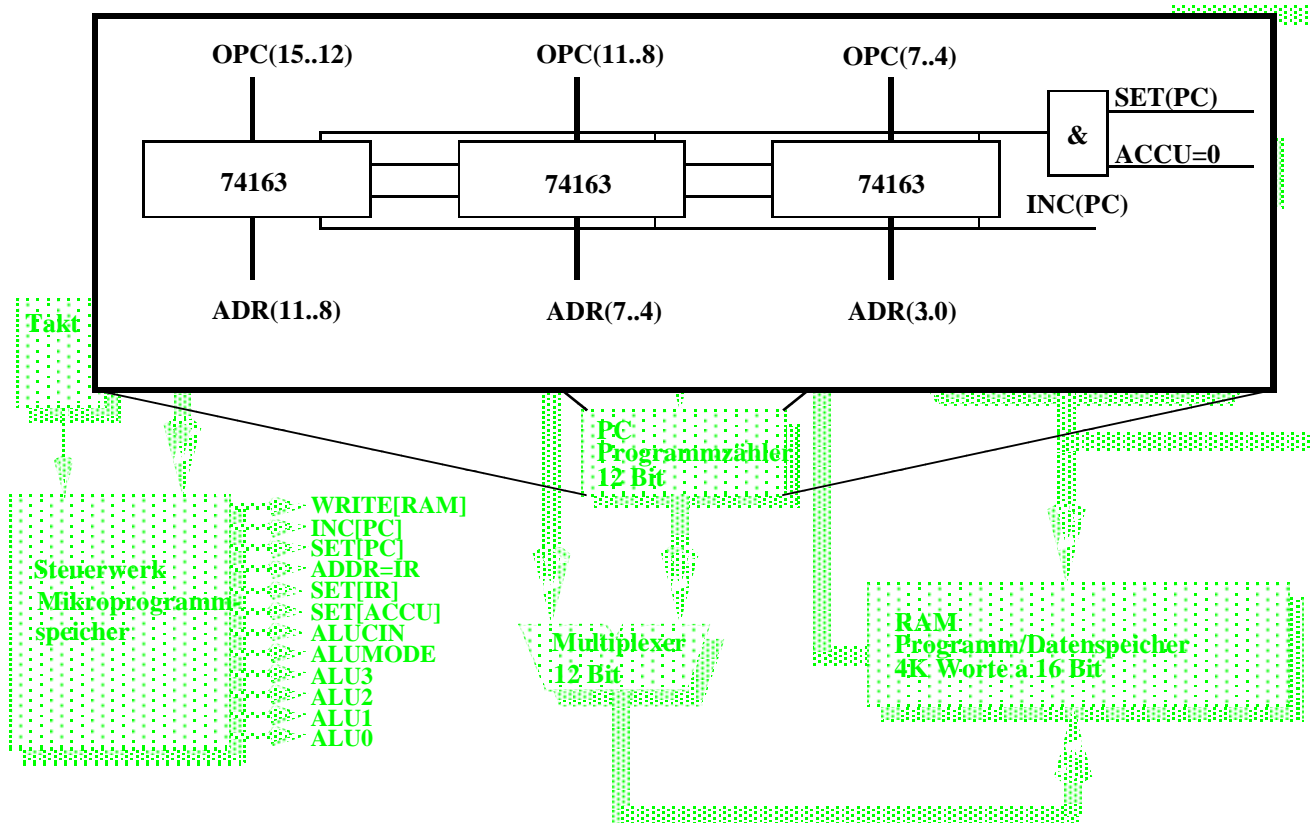 OPC(15..12)
OPC(11..8)
OPC(7..4)
SET(PC)
&
ACCU=0
74163
74163
74163
INC(PC)
ADR(11..8)
ADR(7..4)
ADR(3.0)
Takt
PC
Programmzähler
12 Bit
WRITE[RAM]
INC[PC]
SET[PC]
ADDR=IR
SET[IR]
SET[ACCU]
ALUCIN
ALUMODE
ALU3
ALU2
ALU1
ALU0
Steuerwerk
Mikroprogramm-
speicher
Multiplexer
12 Bit
RAM
Programm/Datenspeicher
4K Worte a 16 Bit